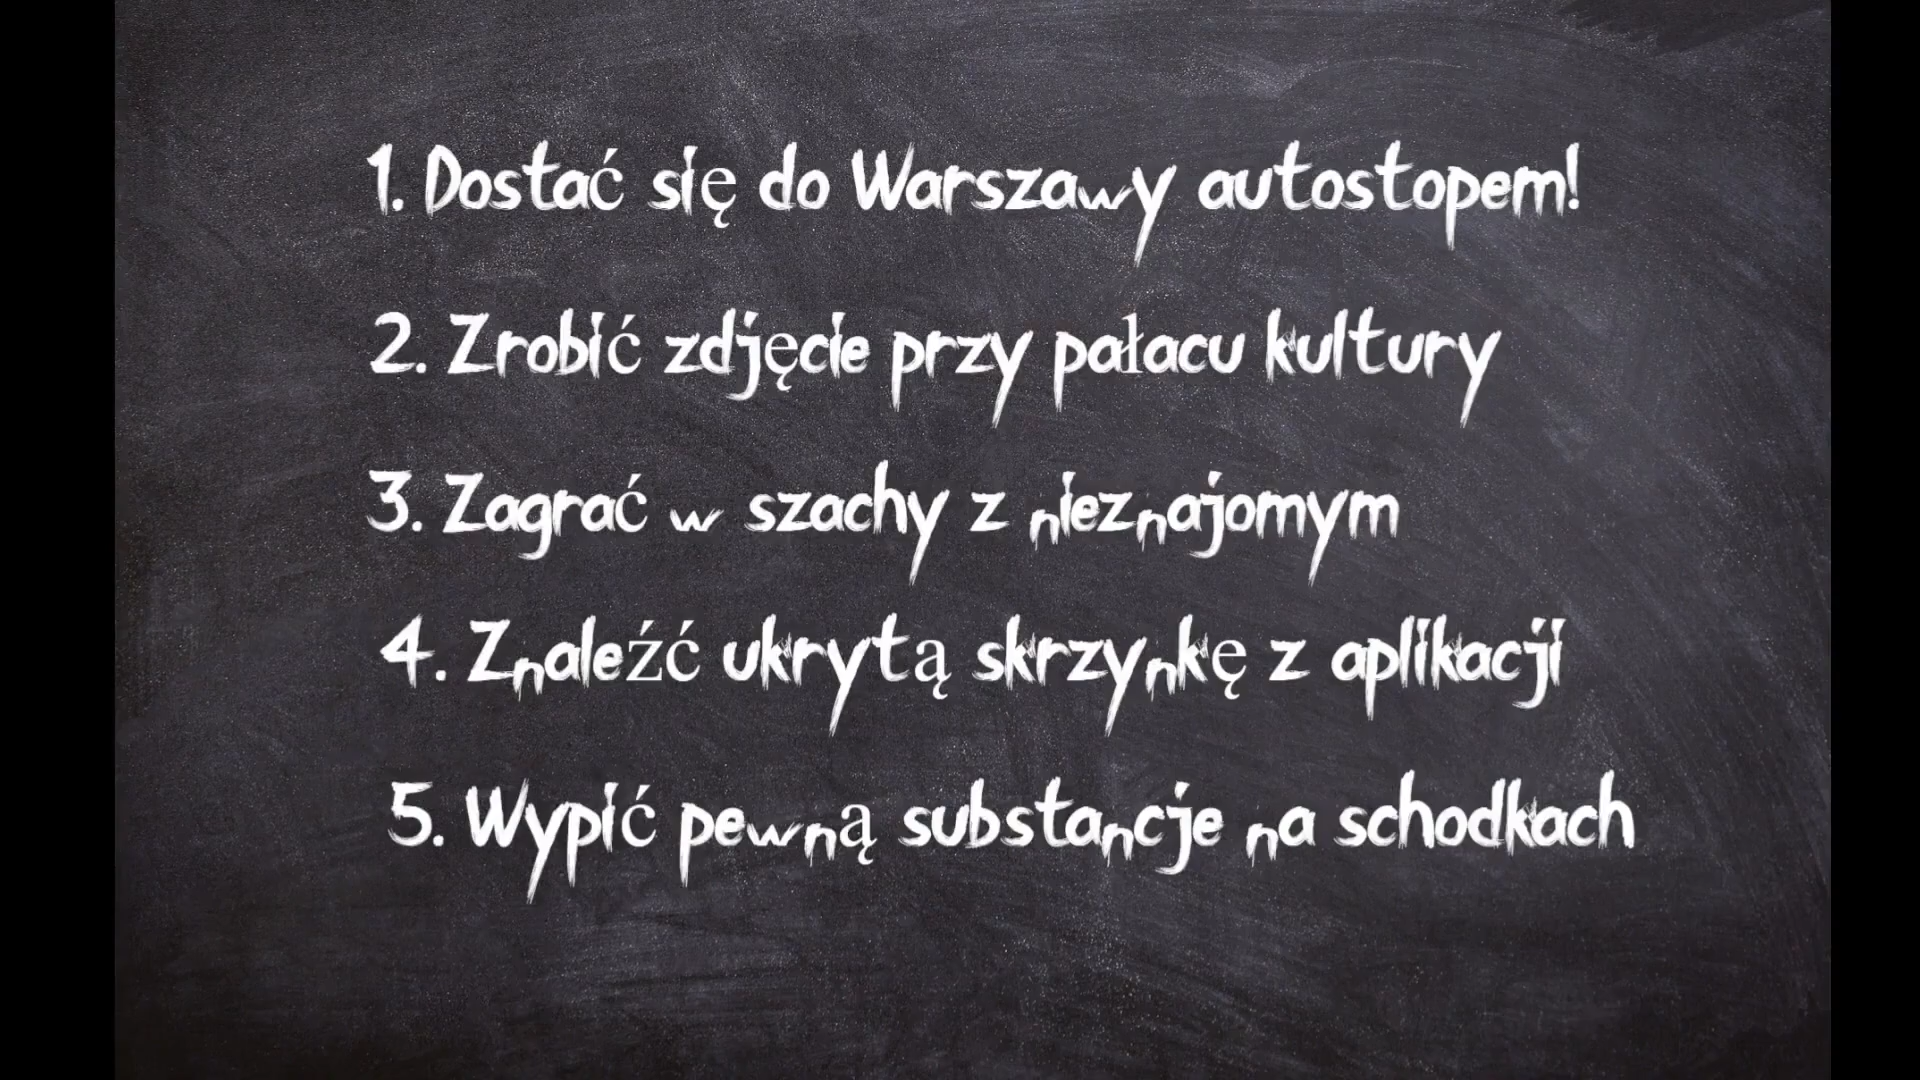 1. Dostać się do Warszawy autostopem!
2. Zrobić zdjęcie przy pałacu kultury
3. Zagrać w szachy z nieznajomym
4. Znaleźć ukrytą skrzynkę z aplikacji
5. Wypić pewną substancje na schodkach